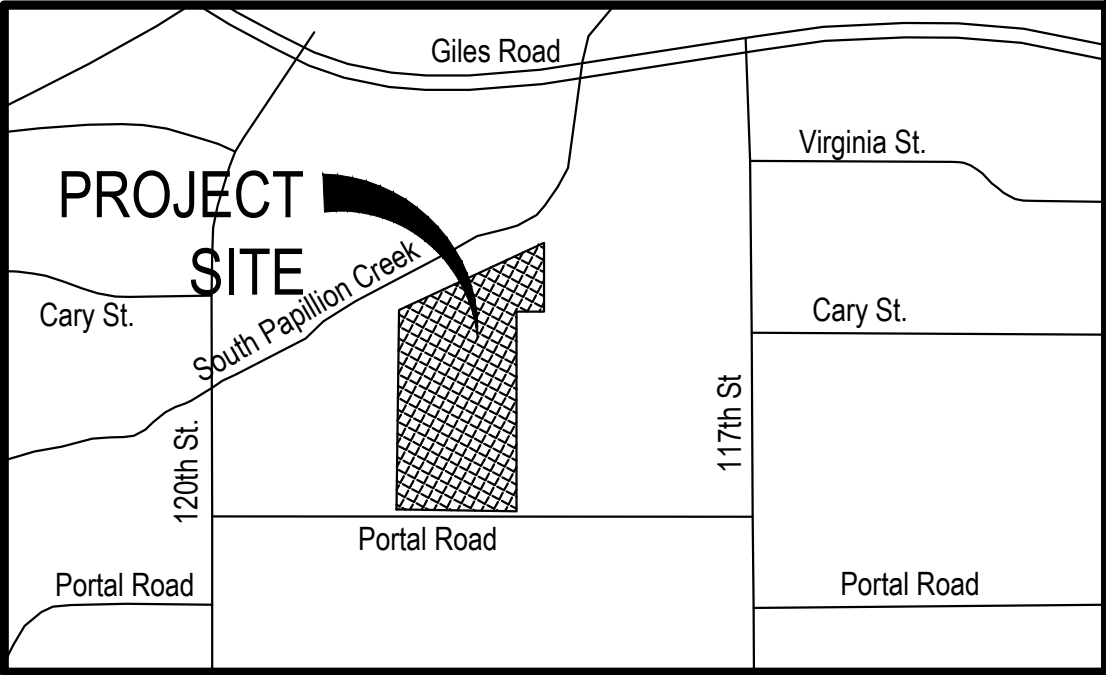 Giles Road
Virginia St.
PROJECT
SITE
South Papillion Creek
Cary St.
Cary St.
117th St
120th St.
Portal Road
Portal Road
Portal Road